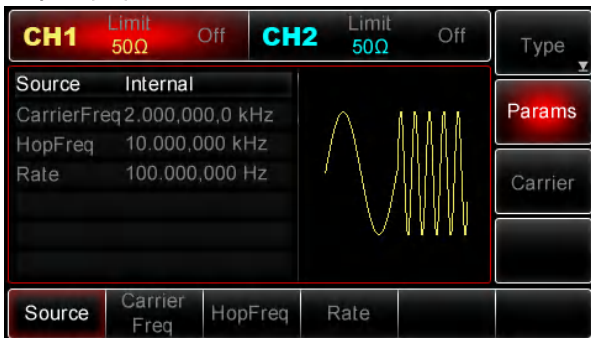 CH1 Limit 50Ω Off CH2 Limit 50Ω Off
Type
Source Internal
CarrierFreq 2.000,000,0 kHz
HopFreq 10.000,000 kHz
Rate 100.000,000 Hz
Params
Carrier
Source Carrier Freq HopFreq Rate